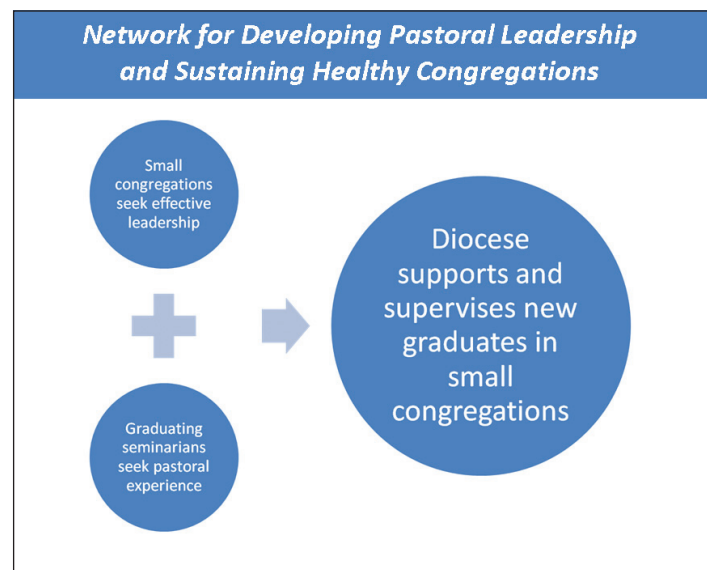 Network for Developing Pastoral Leadership
and Sustaining Healthy Congregations
Small
congregations
seek effective
leadership
Graduating
seminarians
seek pastoral
experience
Diocese
supports and
supervises new
graduates in
small
congregations